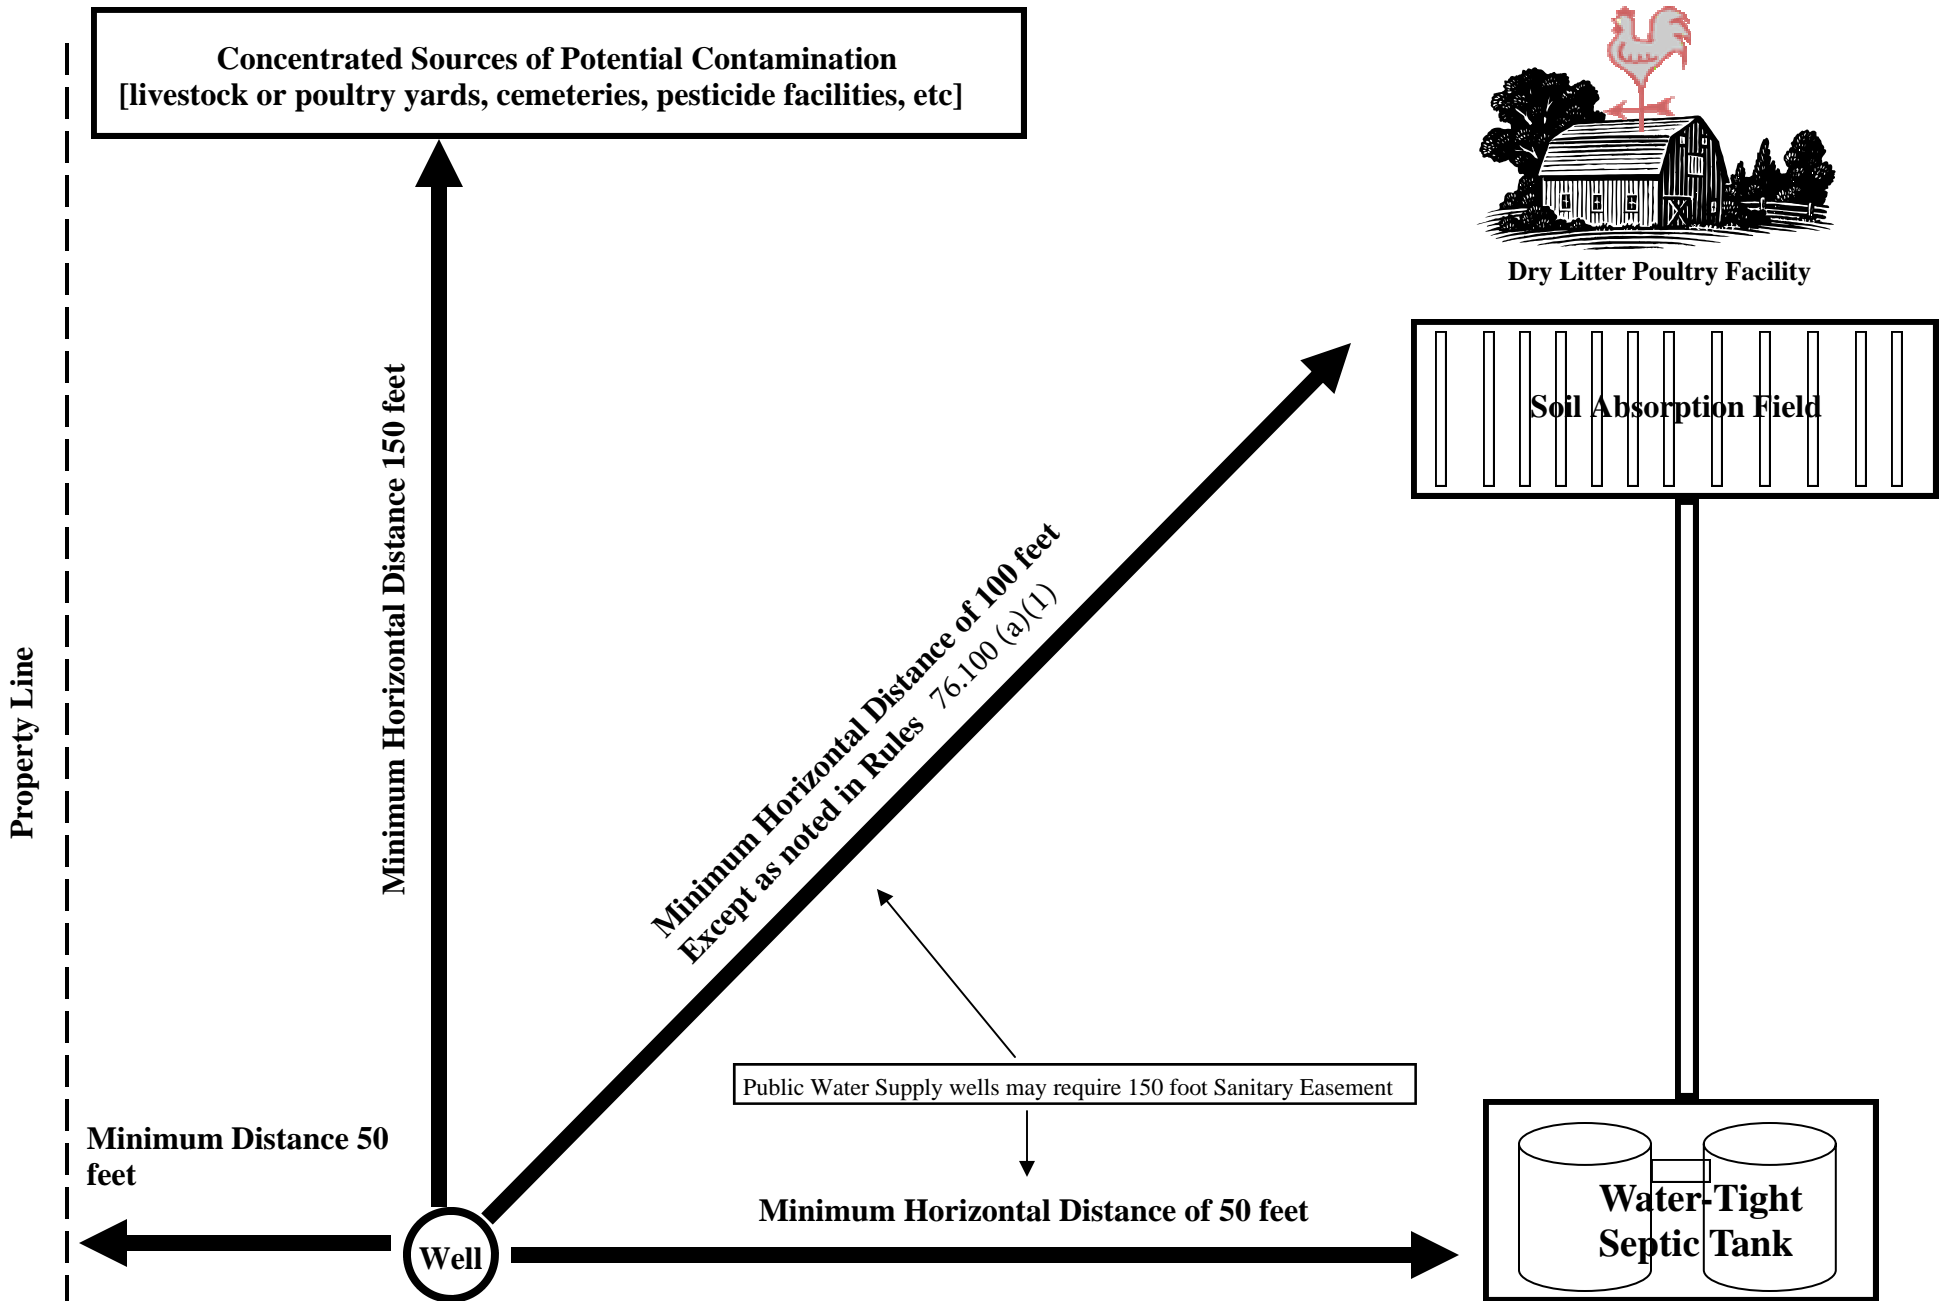 Concentrated Sources of Potential Contamination
[livestock or poultry yards, cemeteries, pesticide facilities, etc]
Dry Litter Poultry Facility
Soil Absorption Field
Minimum Horizontal Distance 150 feet
Minimum Horizontal Distance of 100 feet
Except as noted in Rules 76.100 (a)(1)
Property Line
Public Water Supply wells may require 150 foot Sanitary Easement
Minimum Distance 50
feet
Minimum Horizontal Distance of 50 feet
Well
Water-Tight
Septic Tank